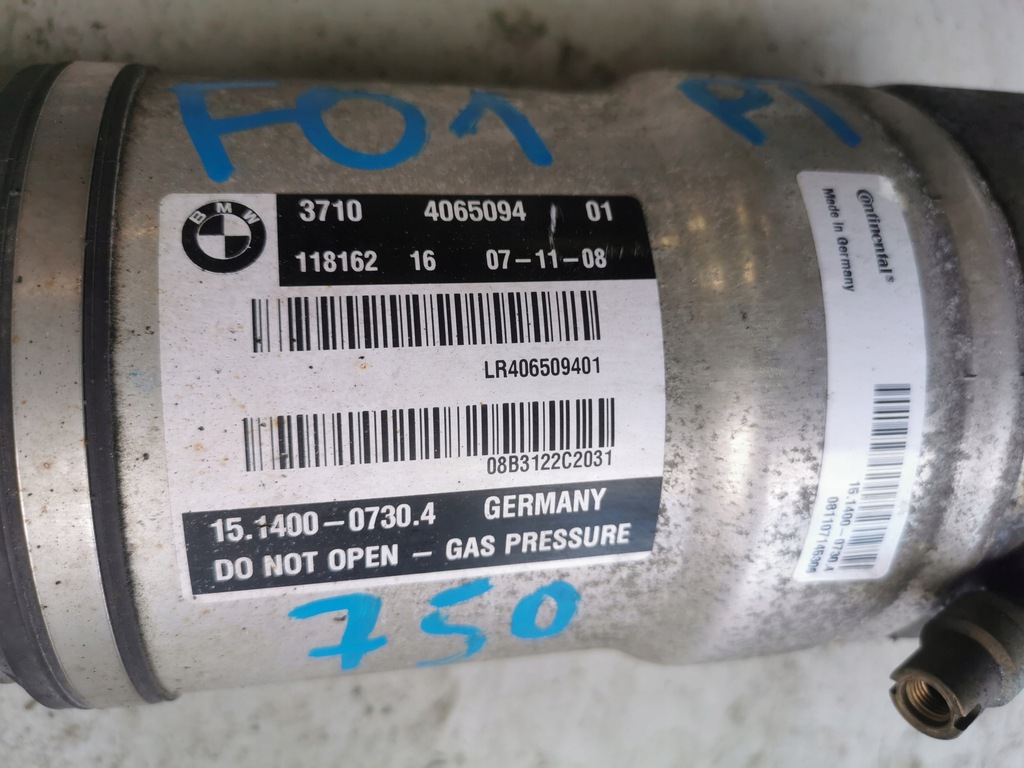 F01 PT
BMW
3710 4065094 01
118162 16 07-11-08
LR406509401
08B3122C2031
15.1400-0730.4 GERMANY
DO NOT OPEN - GAS PRESSURE
750
Continental
Made in Germany
15.1400-0730.4